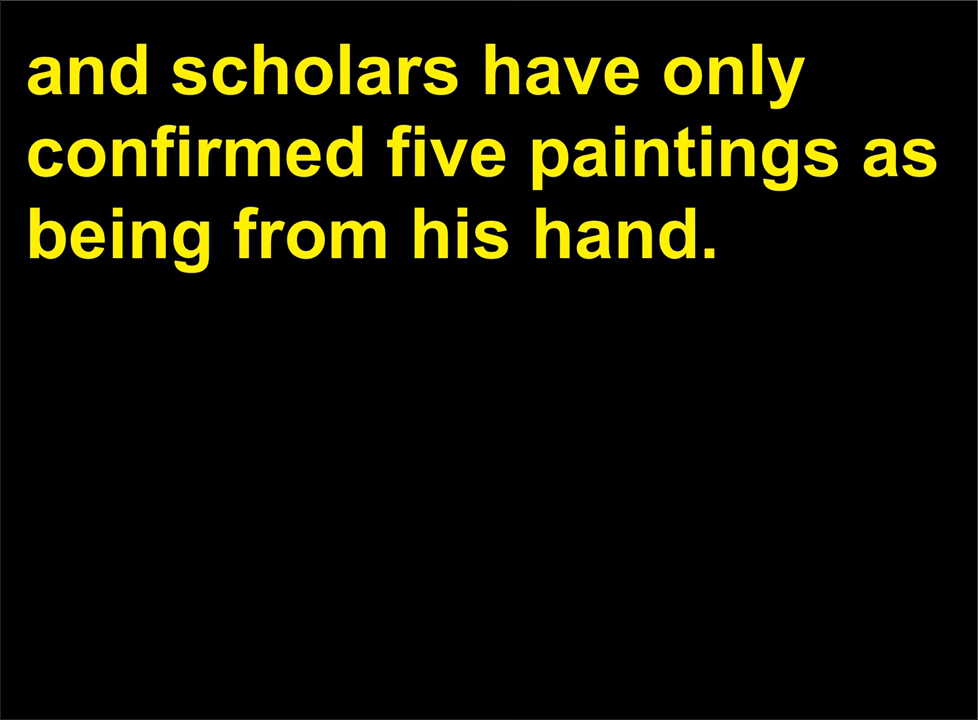 and scholars have only
confirmed five paintings as
being from his hand.